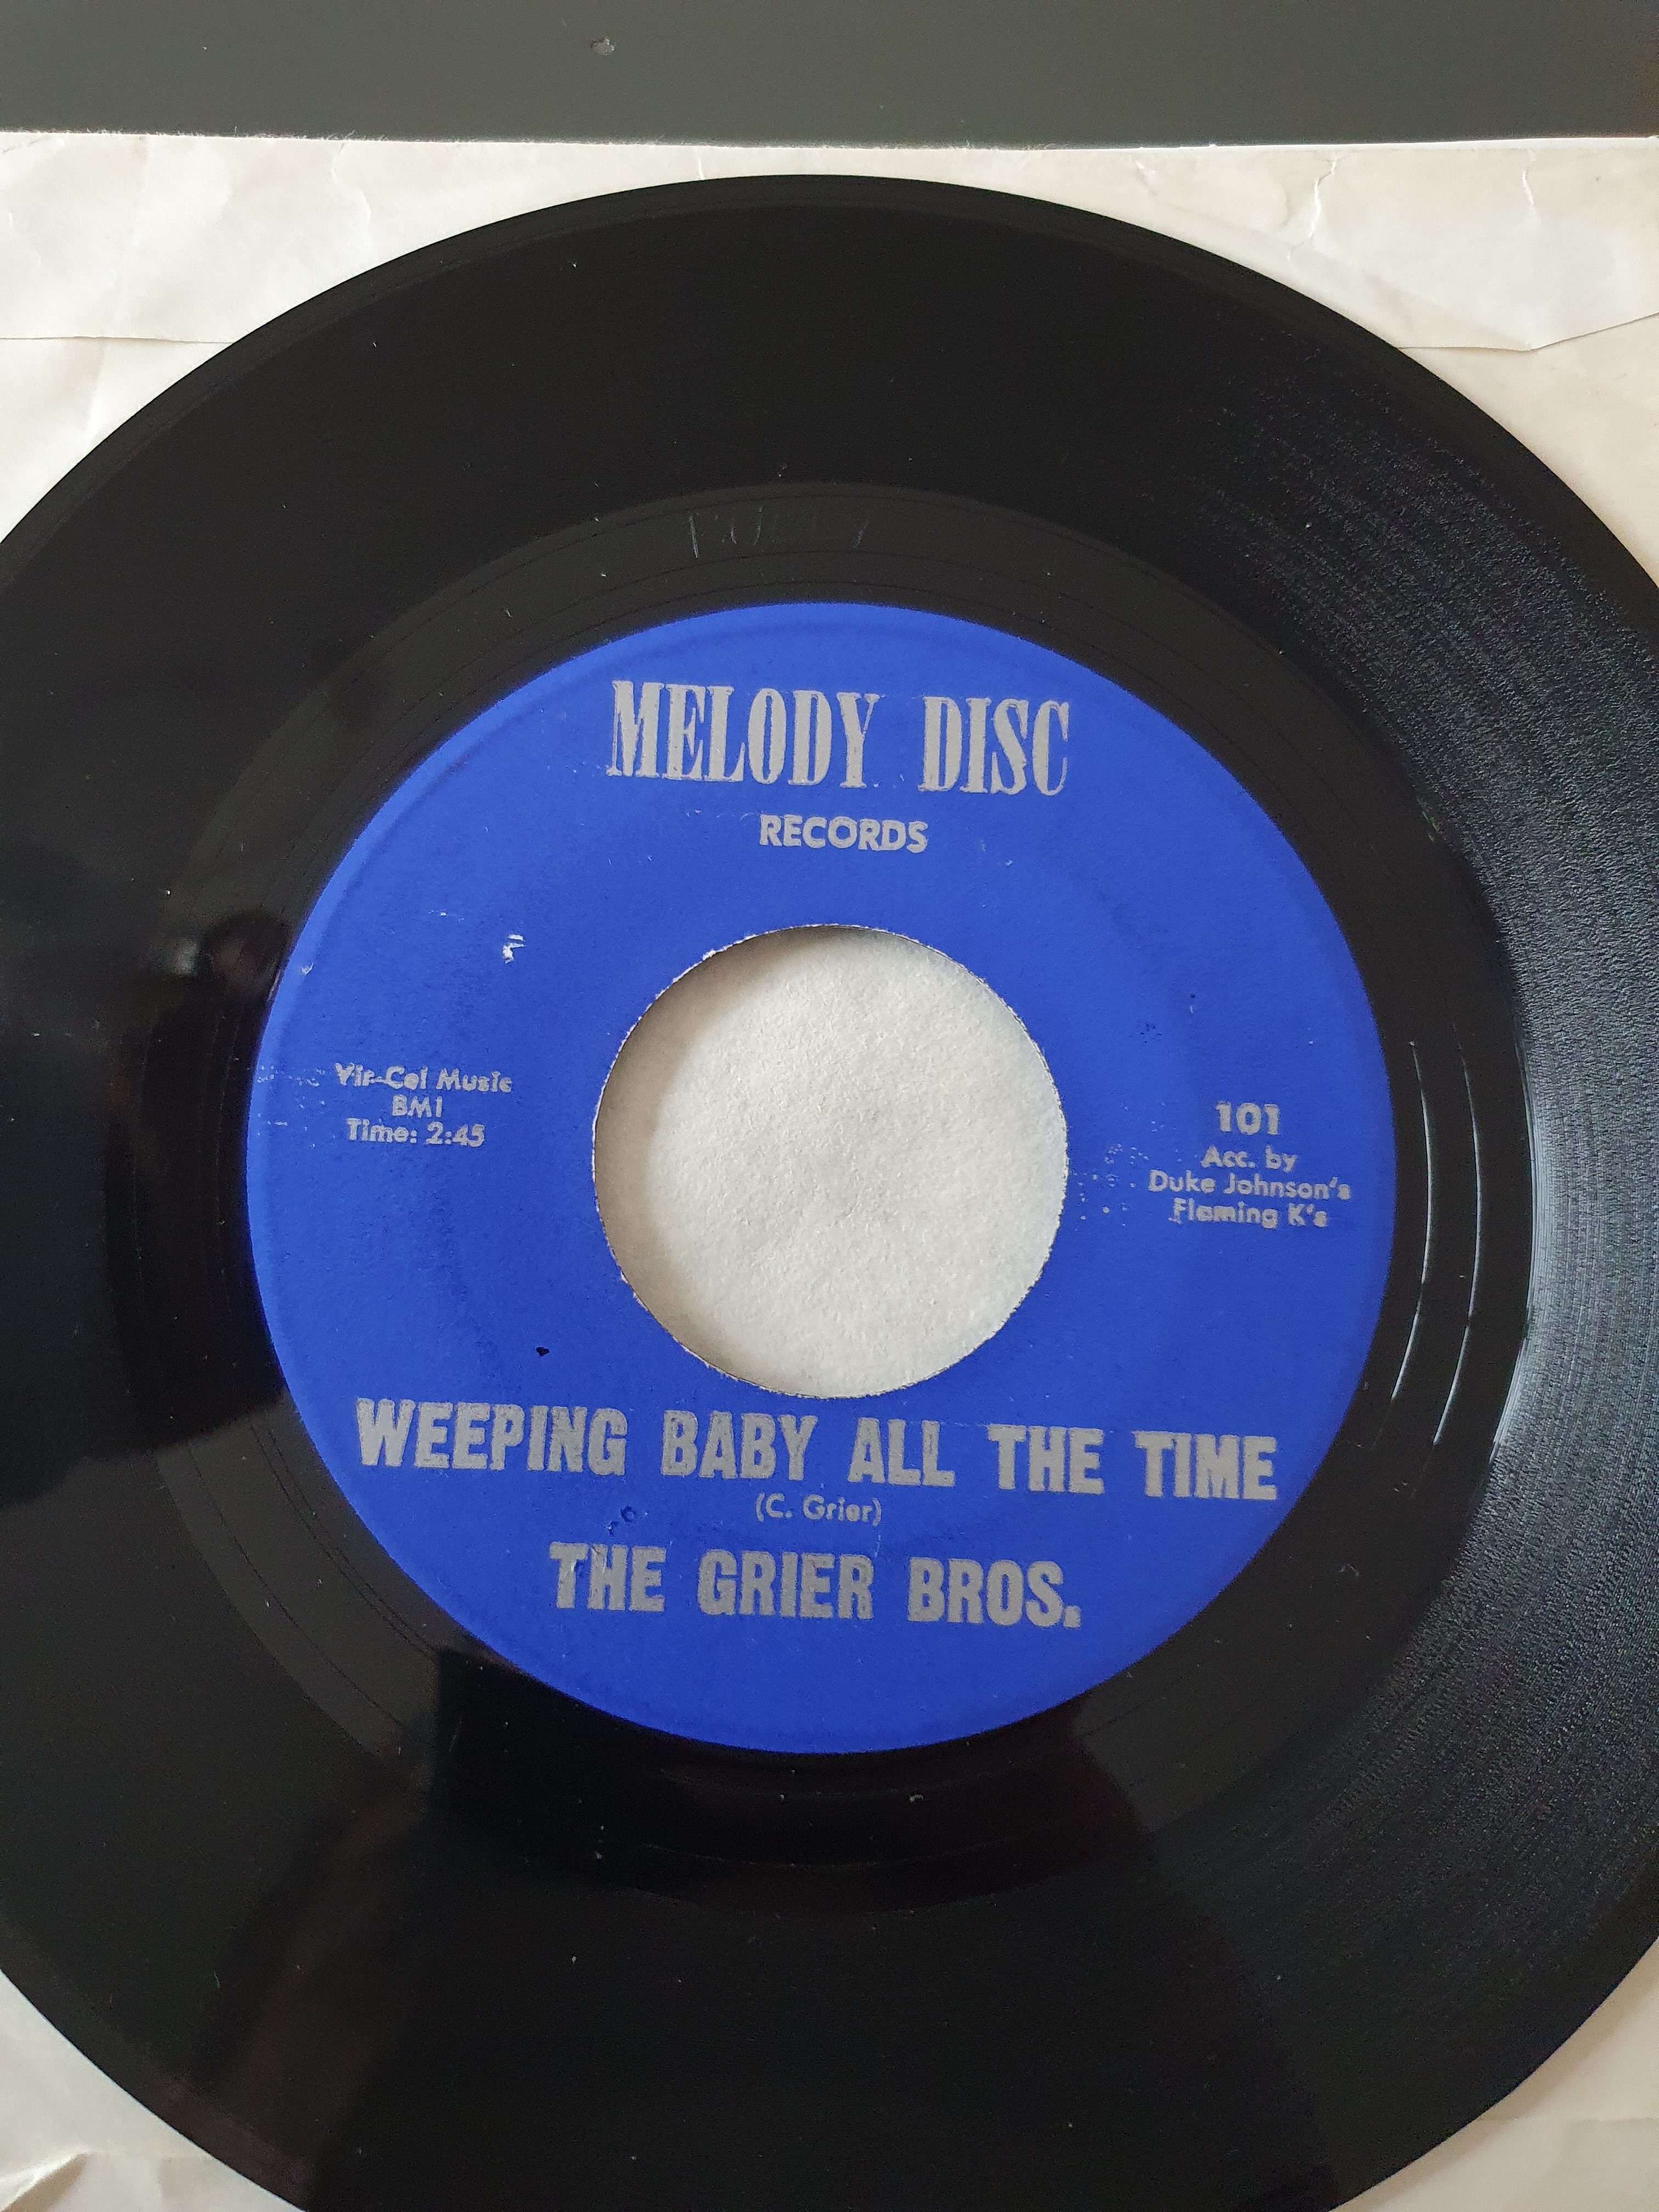 MELODY DISC
RECORDS
Vir-Col Music
BMI
Time: 2:45
101
Acc. by
Duke Johnson's
Flaming K's
WEEPING BABY ALL THE TIME
(C. Grier)
THE GRIER BROS.